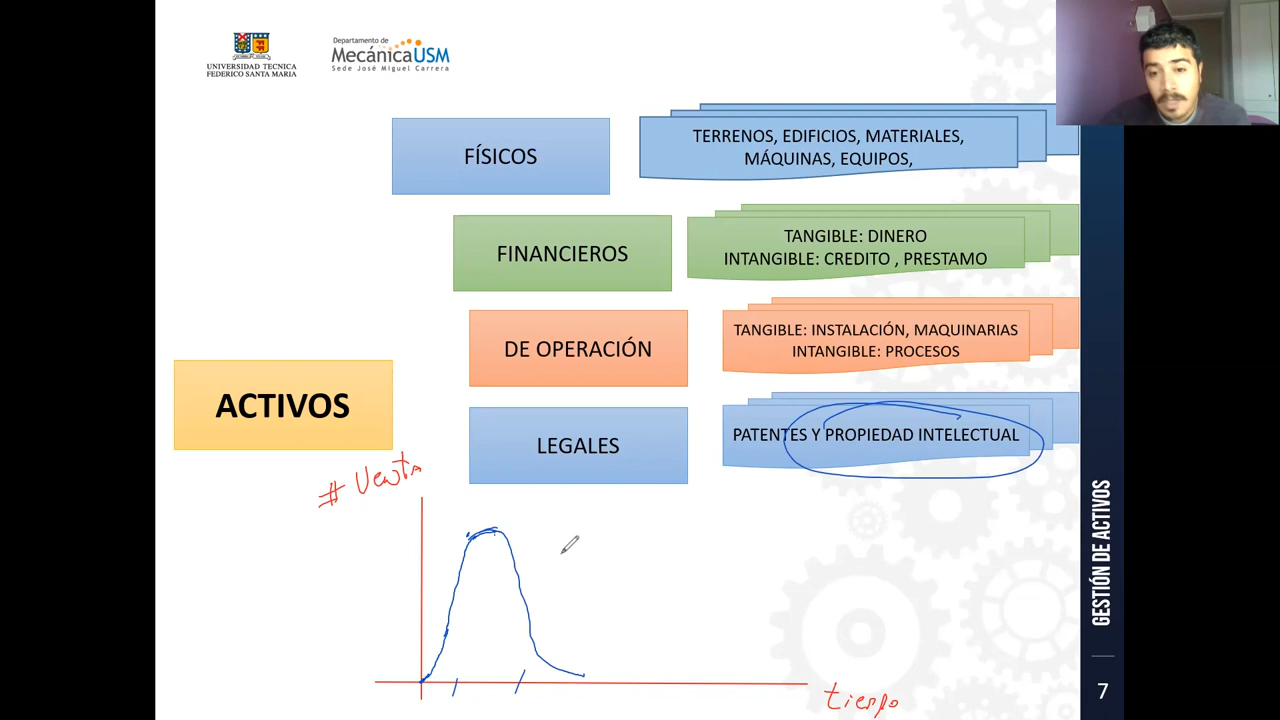 UNIVERSIDAD TECNICA
FEDERICO SANTA MARIA
Departamento de
MecánicaUSM
Sede José Miguel Carrera
FÍSICOS
TERRENOS, EDIFICIOS, MATERIALES,
MÁQUINAS, EQUIPOS,
FINANCIEROS
TANGIBLE: DINERO
INTANGIBLE: CREDITO , PRESTAMO
DE OPERACIÓN
TANGIBLE: INSTALACIÓN, MAQUINARIAS
INTANGIBLE: PROCESOS
ACTIVOS
LEGALES
PATENTES Y PROPIEDAD INTELECTUAL
# Venta
tiempo
GESTIÓN DE ACTIVOS
7